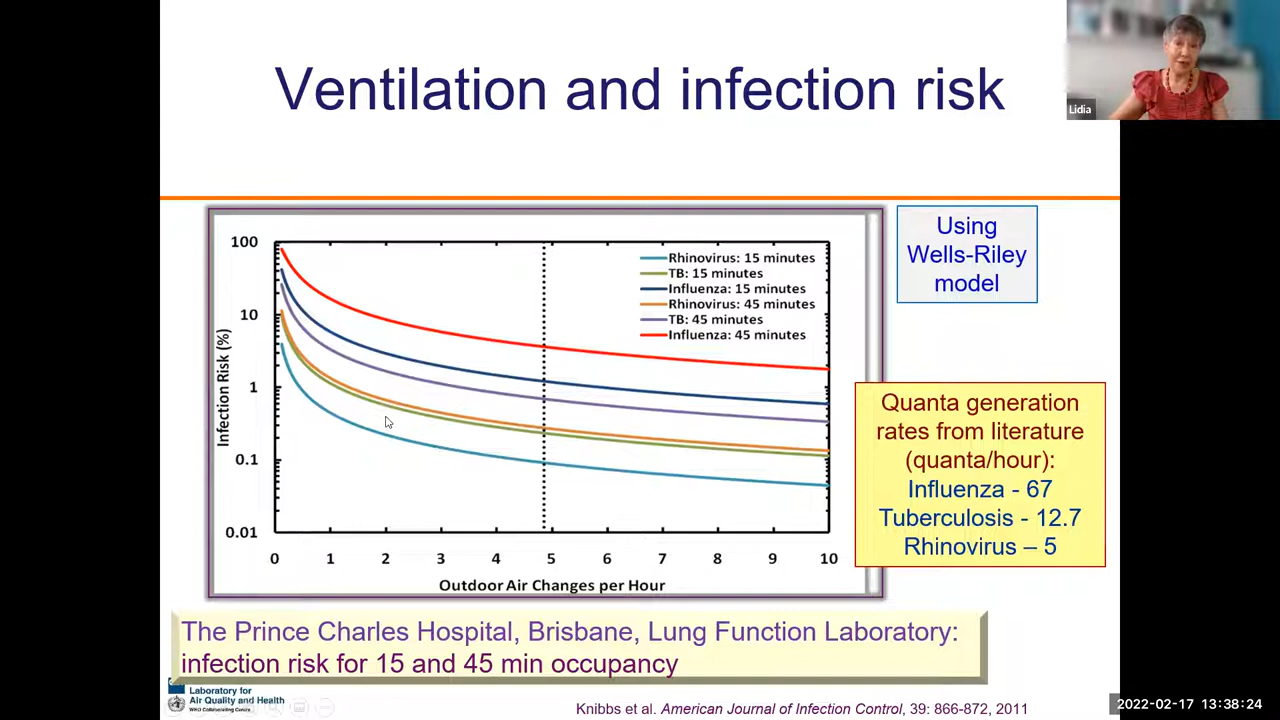 Ventilation and infection risk
Lidia
Using
Wells-Riley
model
100
10
1
0.1
0.01
Infection Risk (%)
Rhinovirus: 15 minutes
TB: 15 minutes
Influenza: 15 minutes
Rhinovirus: 45 minutes
TB: 45 minutes
Influenza: 45 minutes
0 1 2 3 4 5 6 7 8 9 10
Outdoor Air Changes per Hour
Quanta generation
rates from literature
(quanta/hour):
Influenza - 67
Tuberculosis - 12.7
Rhinovirus – 5
The Prince Charles Hospital, Brisbane, Lung Function Laboratory:
infection risk for 15 and 45 min occupancy
Laboratory for
Air Quality and Health
WHO Collaborating Centre
Knibbs et al. American Journal of Infection Control, 39: 866-872, 2011
2022-02-17 13:38:24